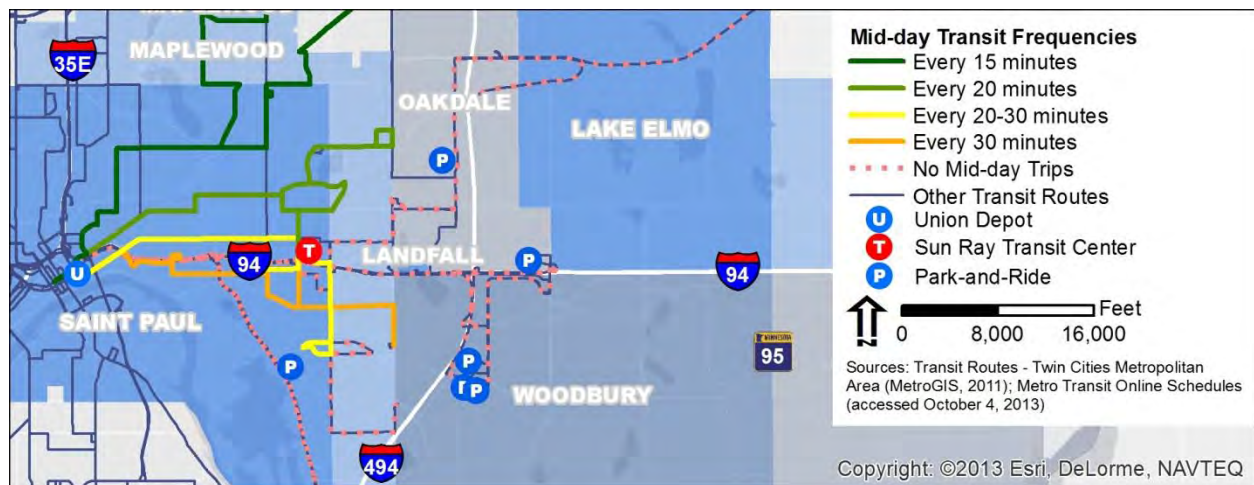 35E
MAPLEWOOD
OAKDALE
LAKE ELMO
P
LANDFALL
T
94
P
94
U
SAINT PAUL
MINNESOTA
95
P
P
P
WOODBURY
494
Mid-day Transit Frequencies
Every 15 minutes
Every 20 minutes
Every 20-30 minutes
Every 30 minutes
No Mid-day Trips
Other Transit Routes
U Union Depot
T Sun Ray Transit Center
P Park-and-Ride
N
Feet
0 8,000 16,000
Sources: Transit Routes - Twin Cities Metropolitan
Area (MetroGIS, 2011); Metro Transit Online Schedules
(accessed October 4, 2013)
Copyright: ©2013 Esri, DeLorme, NAVTEQ